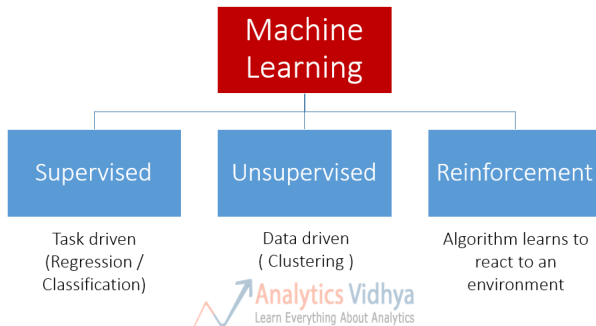 Machine
Learning
Supervised
Unsupervised
Reinforcement
Task driven
(Regression /
Classification)
Data driven
( Clustering )
Algorithm learns to
react to an
environment
Analytics Vidhya
Learn Everything About Analytics